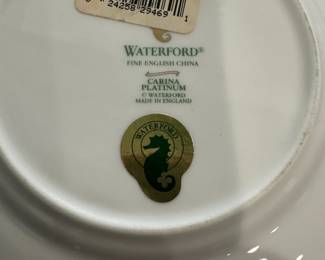 24258 29469 1
WATERFORD®
FINE ENGLISH CHINA
CARINA
PLATINUM
© WATERFORD
MADE IN ENGLAND
WATERFORD